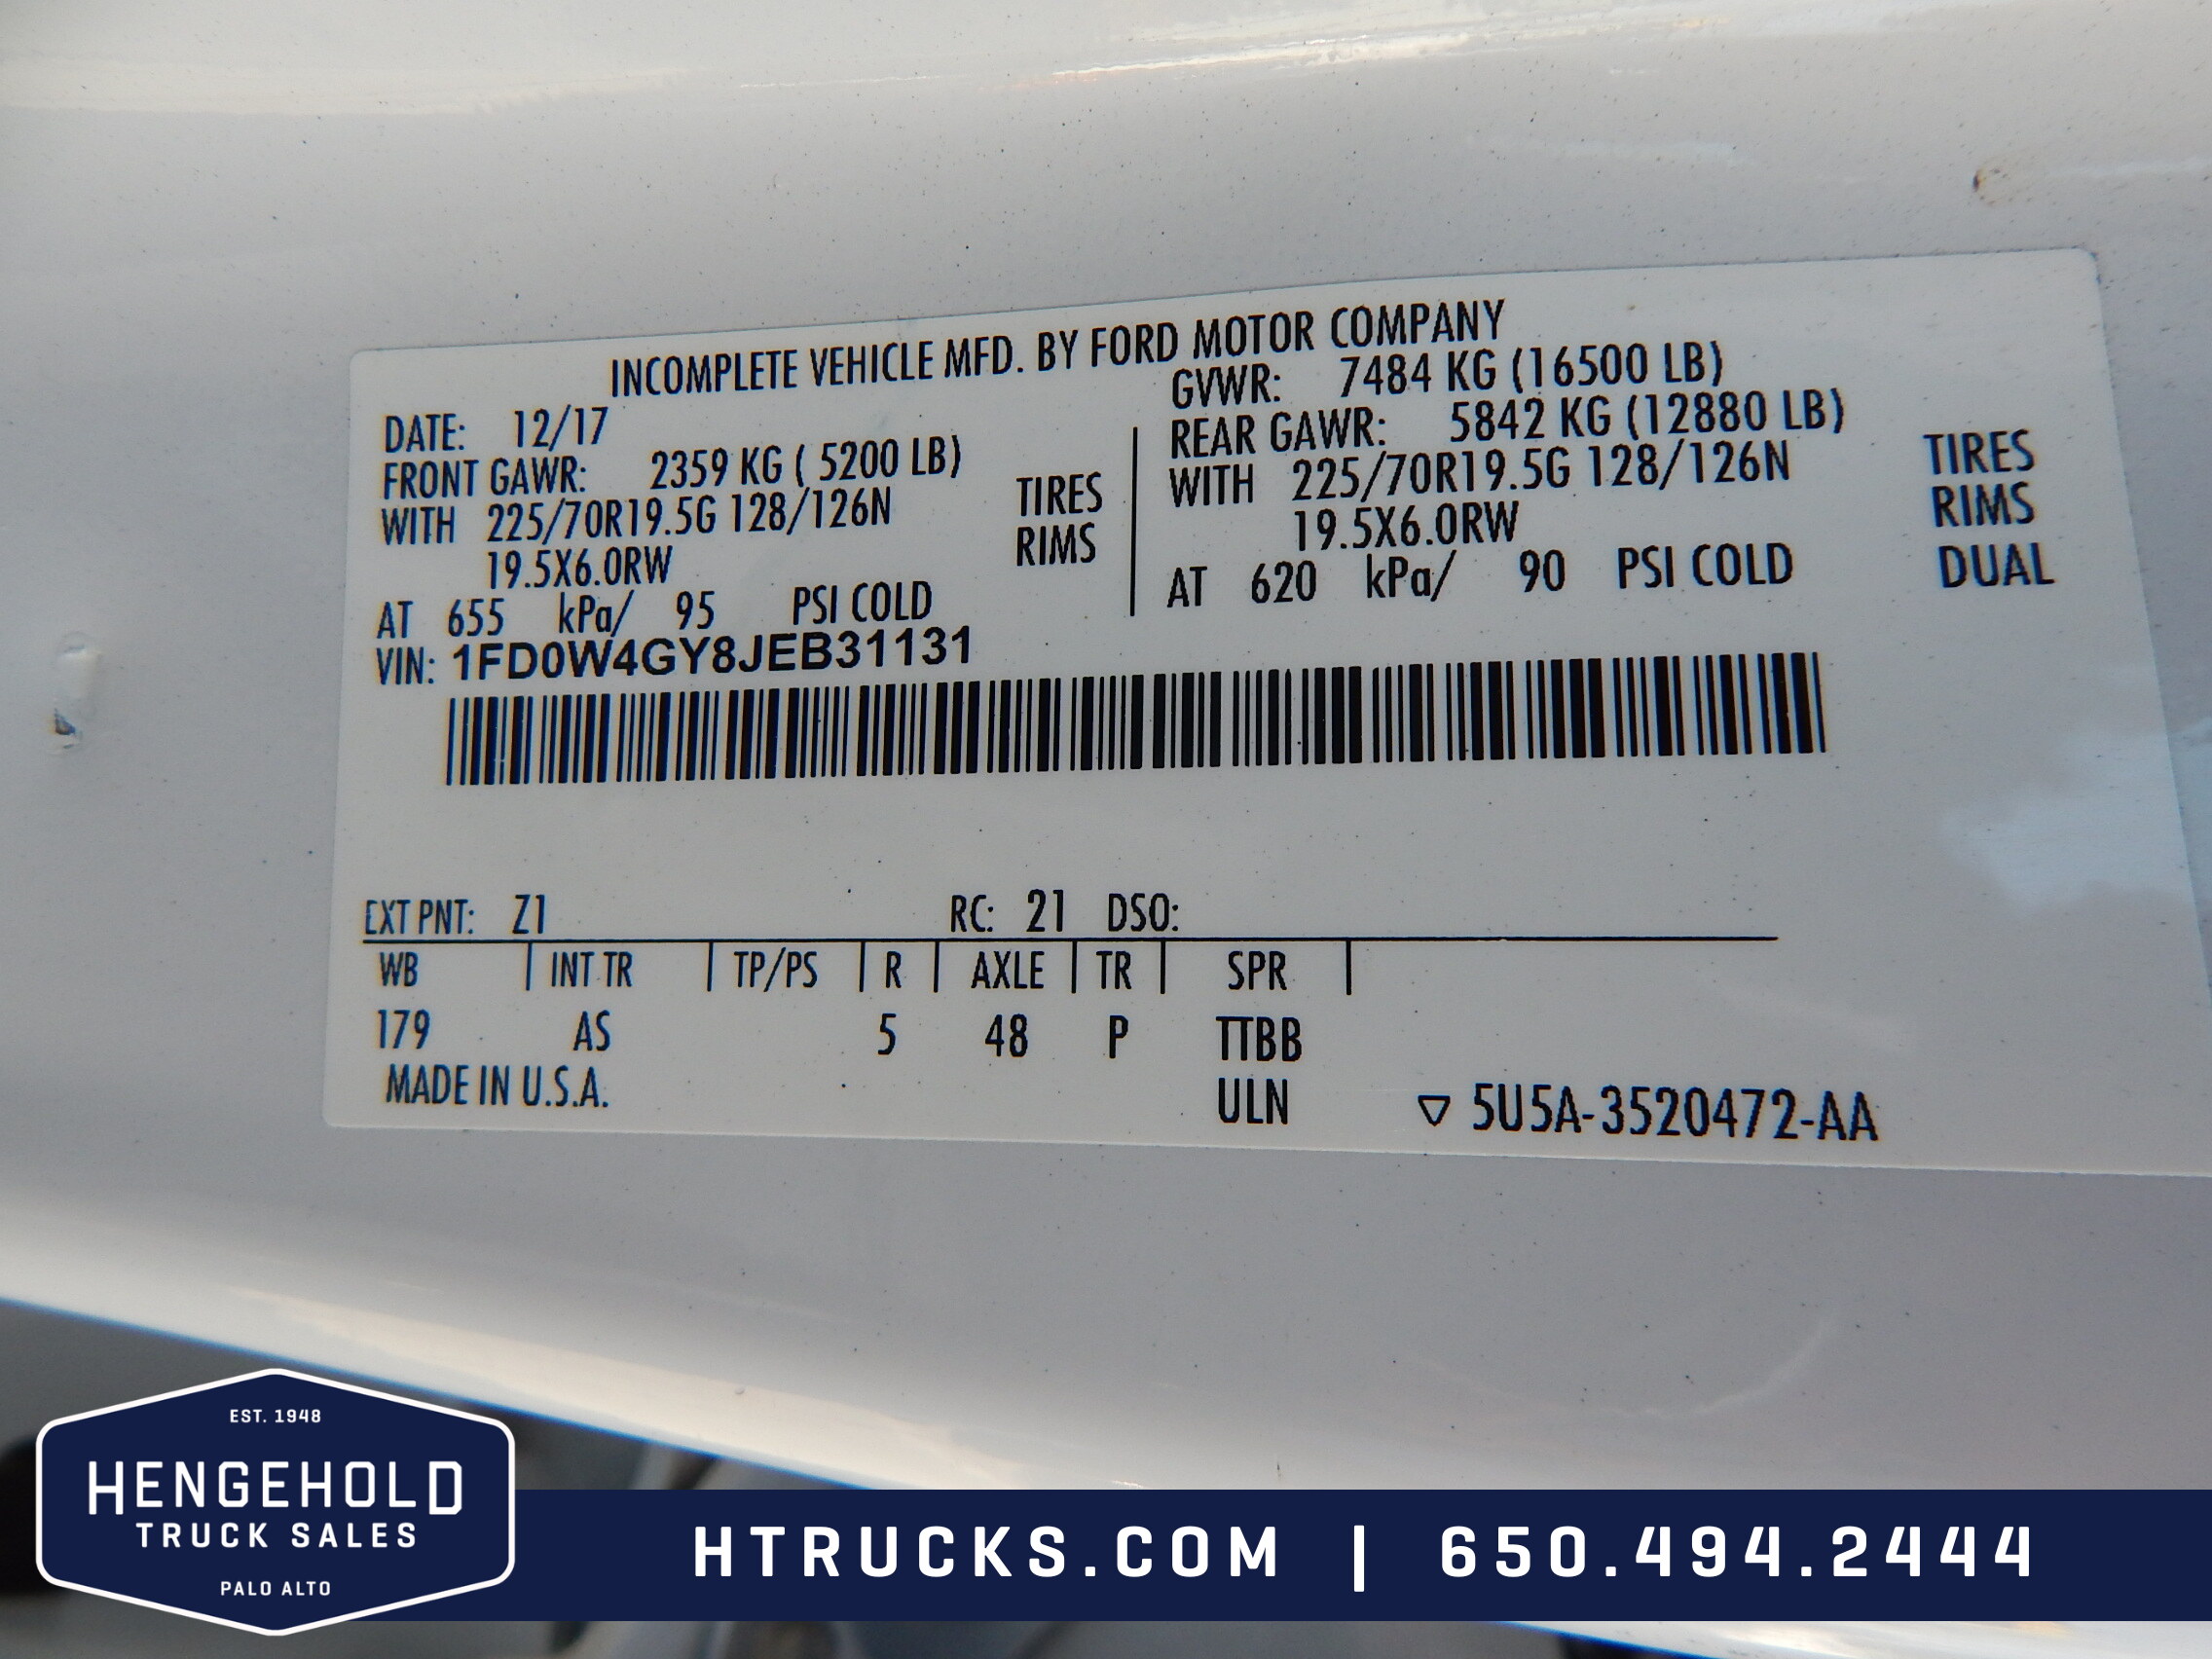 INCOMPLETE VEHICLE MFD. BY FORD MOTOR COMPANY
DATE: 12/17
FRONT GAWR: 2359 KG ( 5200 LB)
WITH 225/70R19.5G 128/126N TIRES
19.5X6.0RW RIMS
AT 655 kPa/ 95 PSI COLD
GVWR: 7484 KG (16500 LB)
REAR GAWR: 5842 KG (12880 LB)
WITH 225/70R19.5G 128/126N TIRES
19.5X6.0RW RIMS
AT 620 kPa/ 90 PSI COLD DUAL
VIN: 1FD0W4GY8JEB31131
EXT PNT: Z1 RC: 21 DSO:
WB | INT TR | TP/PS | R | AXLE | TR | SPR |
179 AS 5 48 P TTBB
MADE IN U.S.A. ULN ▽ 5U5A-3520472-AA
EST. 1948
HENGEHOLD
TRUCK SALES
PALO ALTO
HTRUCKS.COM | 650.494.2444